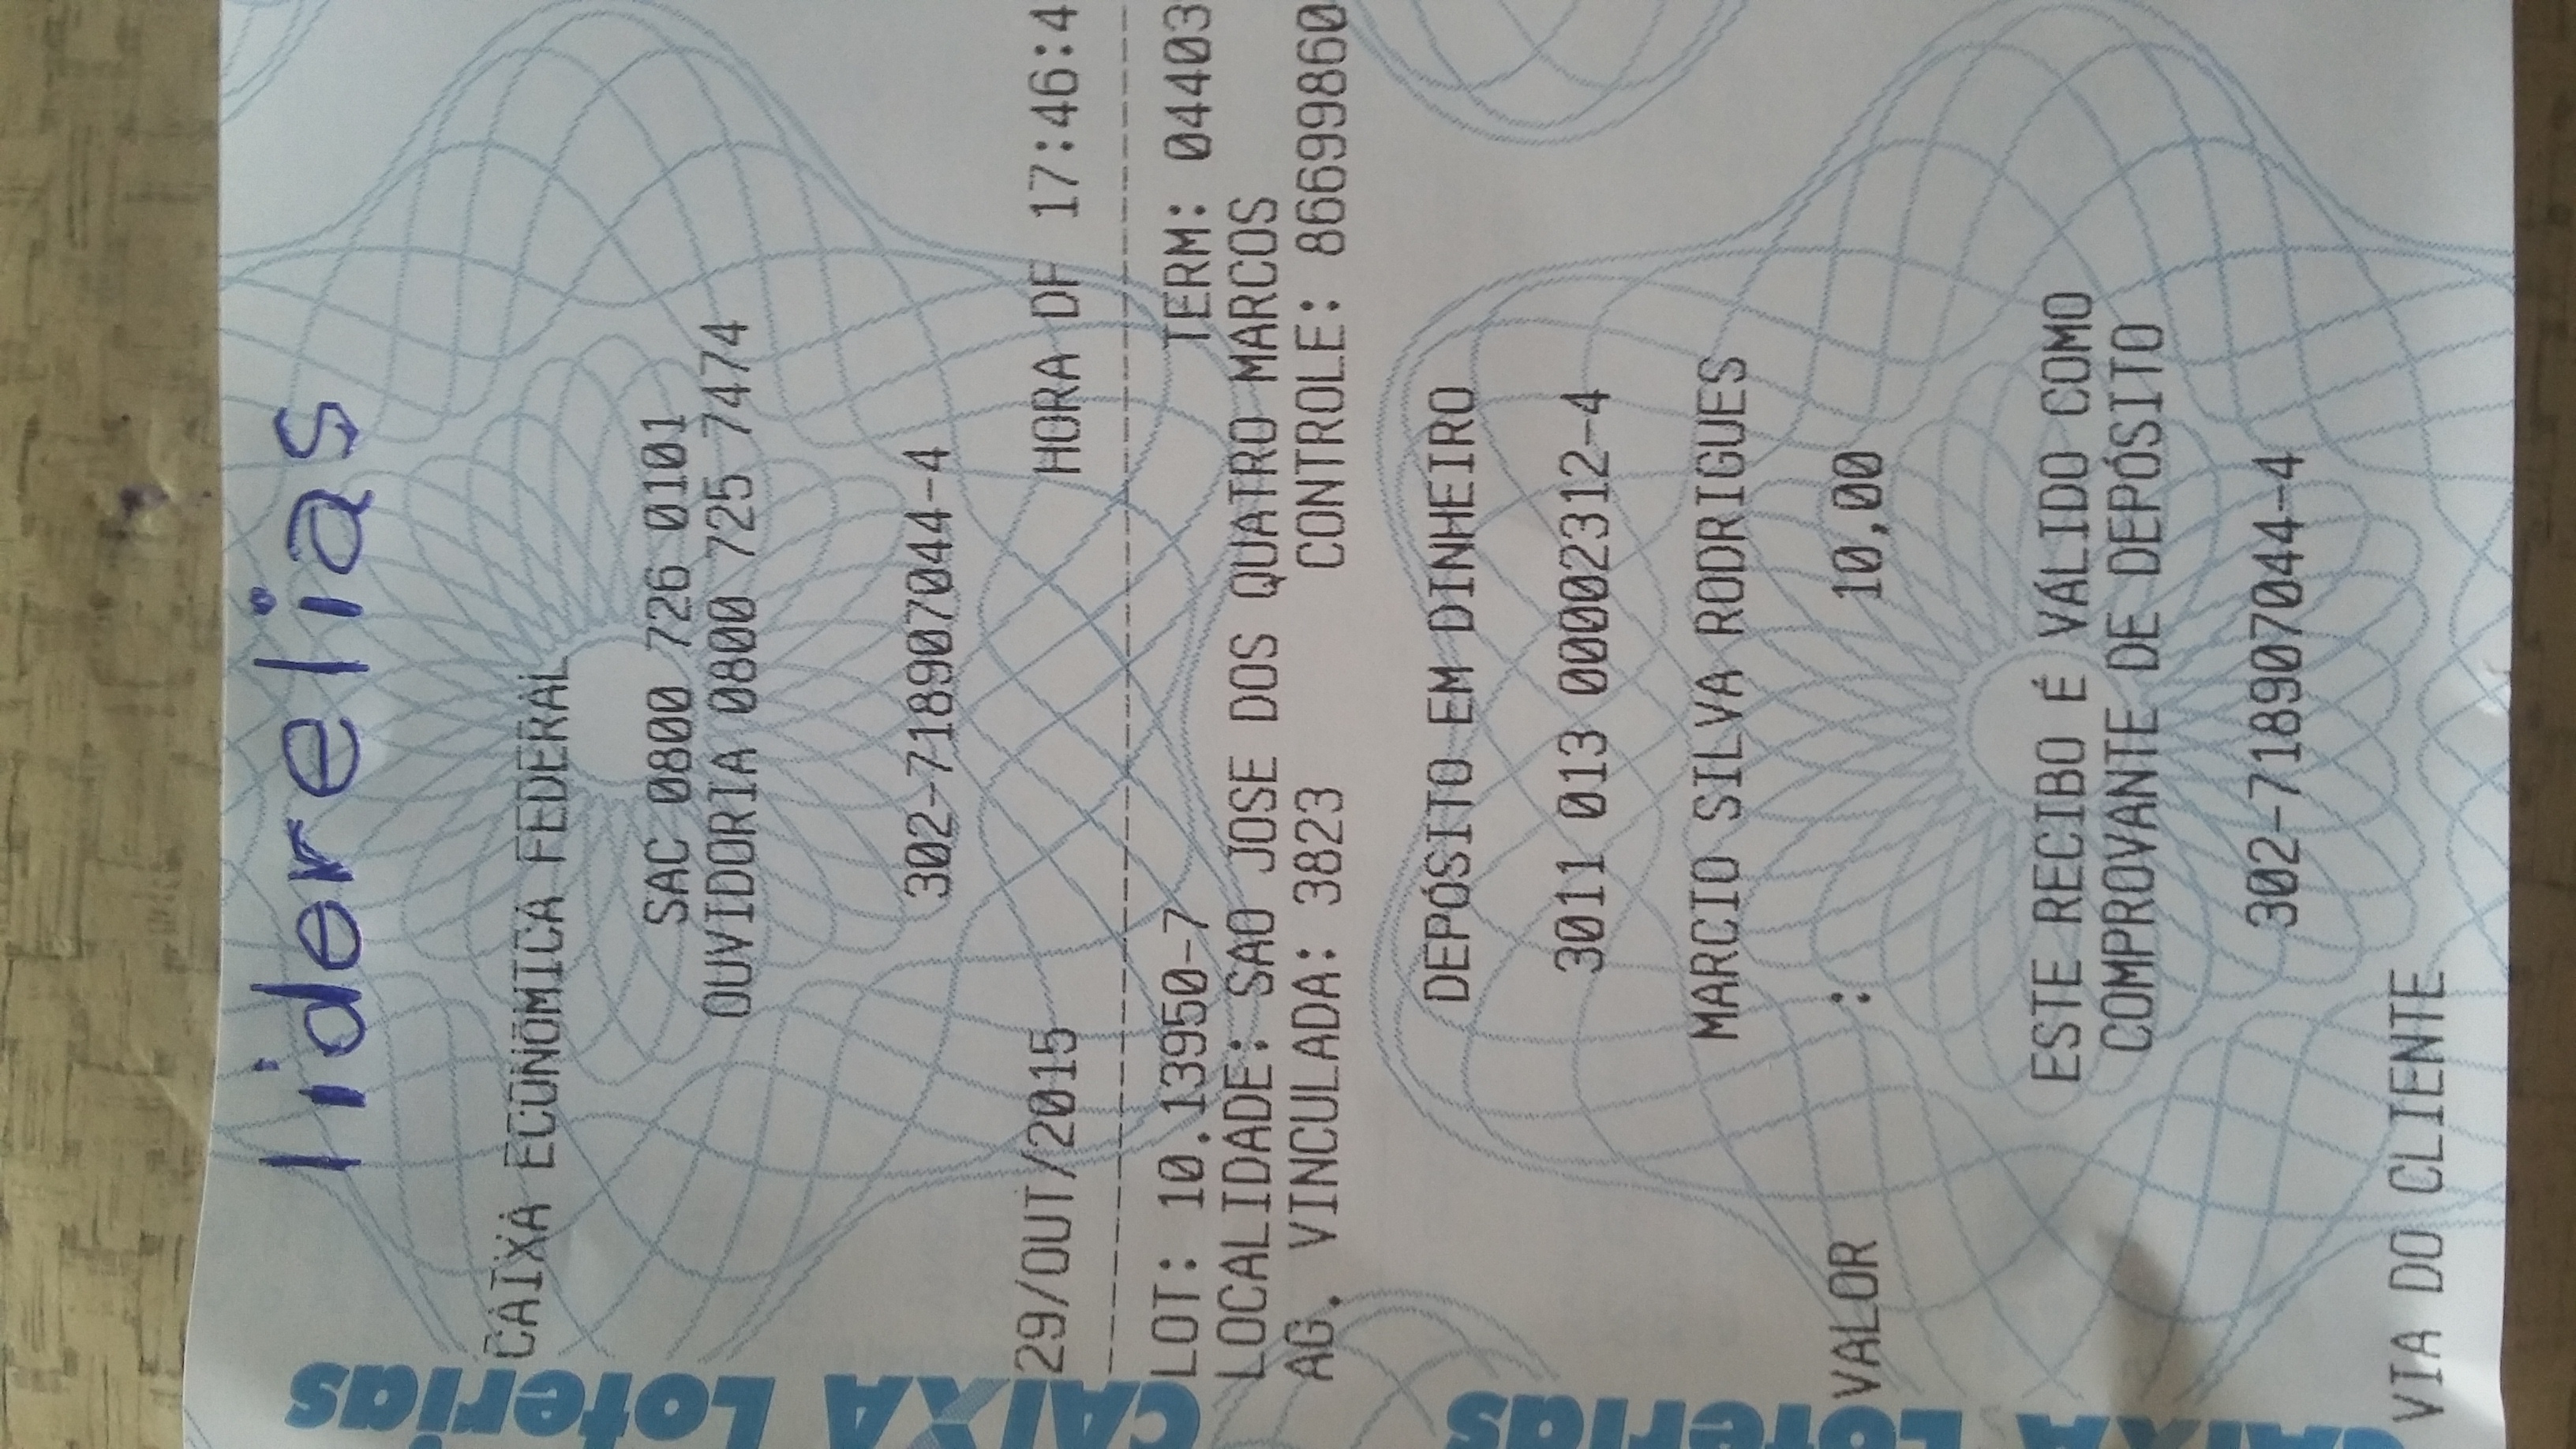 liderelias
CAIXA ECONÔMICA FEDERAL
SAC 0800 726 0101
OUVIDORIA 0800 725 7474
302-718907044-4
29/OUT/2015 HORA DF 17:46:4
LOT: 10.13950-7 TERM: 04403
LOCALIDADE: SAO JOSE DOS QUATRO MARCOS
AG. VINCULADA: 3823 CONTROLE: 86699860
DEPÓSITO EM DINHEIRO
3011 013 00002312-4
MARCIO SILVA RODRIGUES
VALOR : 10,00
ESTE RECIBO É VÁLIDO COMO
COMPROVANTE DE DEPÓSITO
302-718907044-4
VIA DO CLIENTE
CAIXA Loterias
CAIXA Loterias